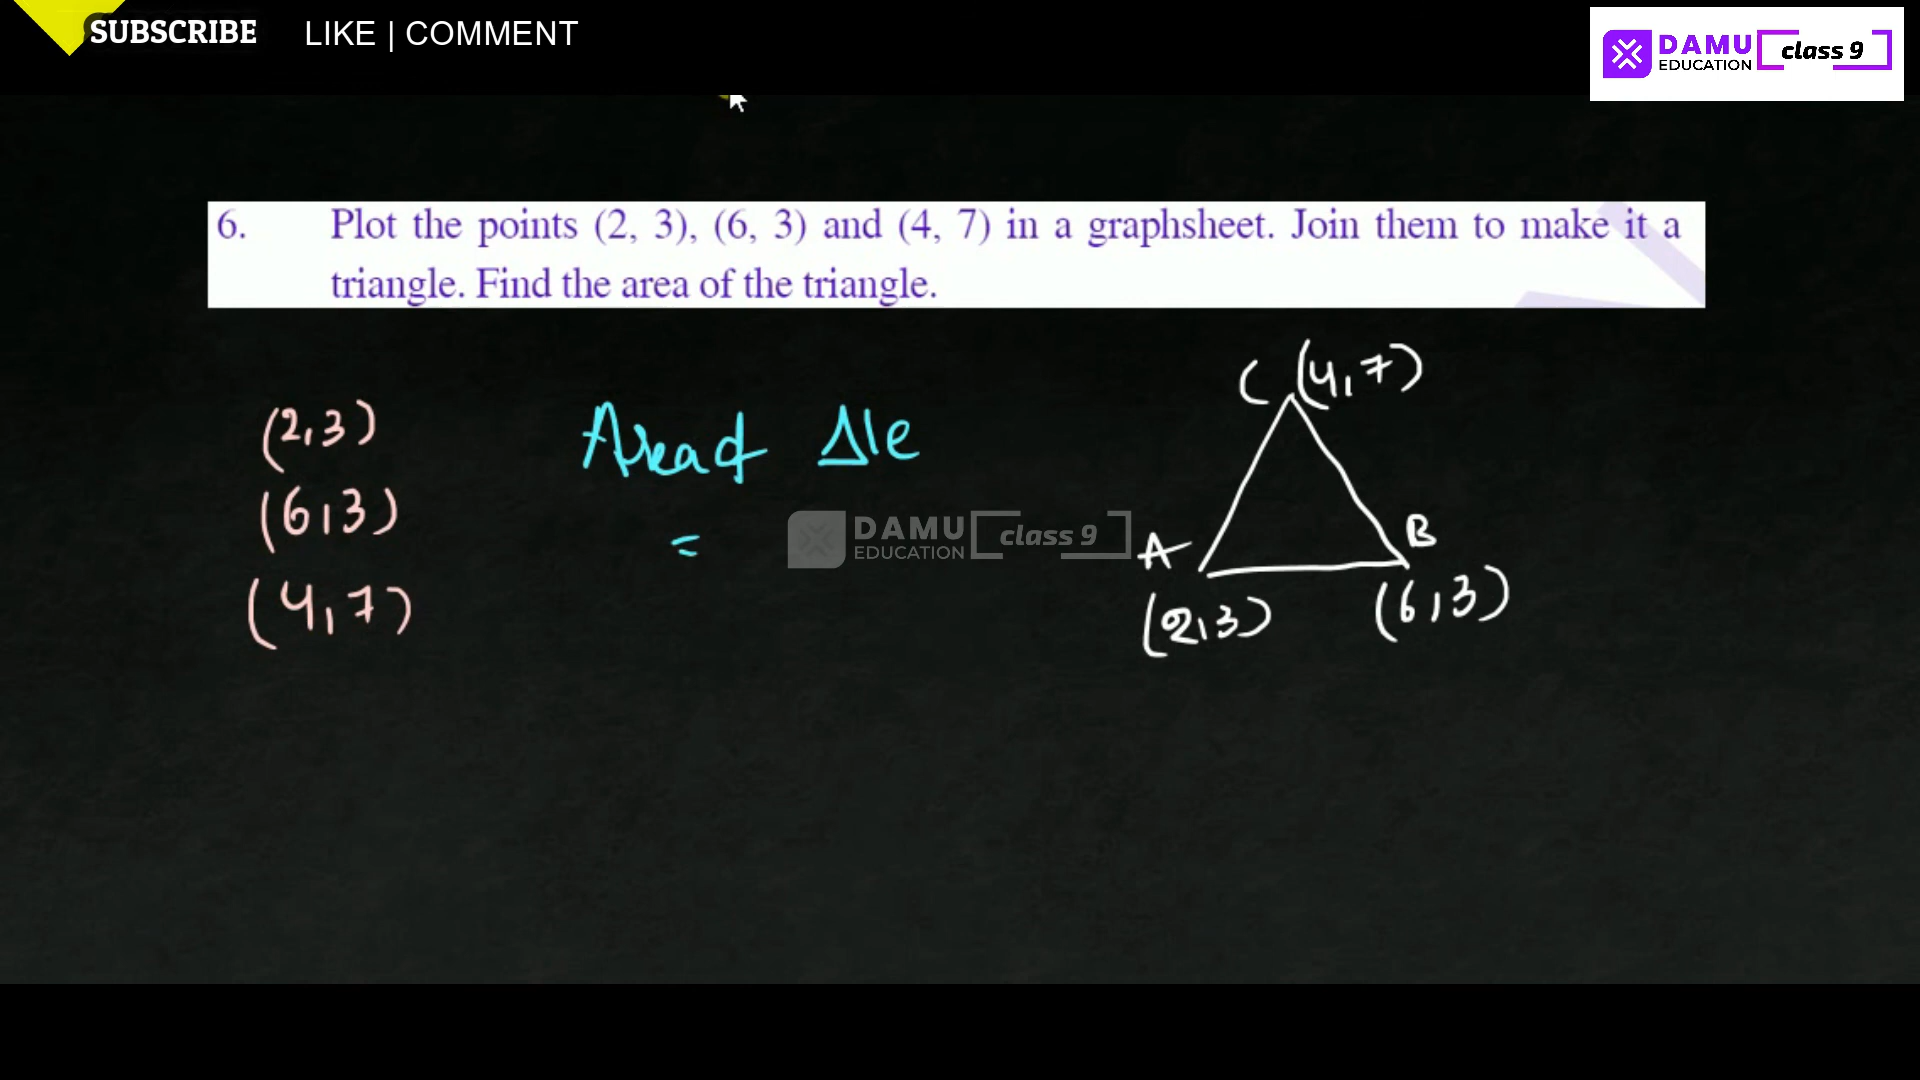 SUBSCRIBE LIKE | COMMENT
DAMU
EDUCATION
class 9
6. Plot the points (2, 3), (6, 3) and (4, 7) in a graphsheet. Join them to make it a
triangle. Find the area of the triangle.
(2,3)
(6,3)
(4,7)
Area of Δle
=
DAMU
EDUCATION
class 9
C (4,7)
A
B
(2,3)
(6,3)